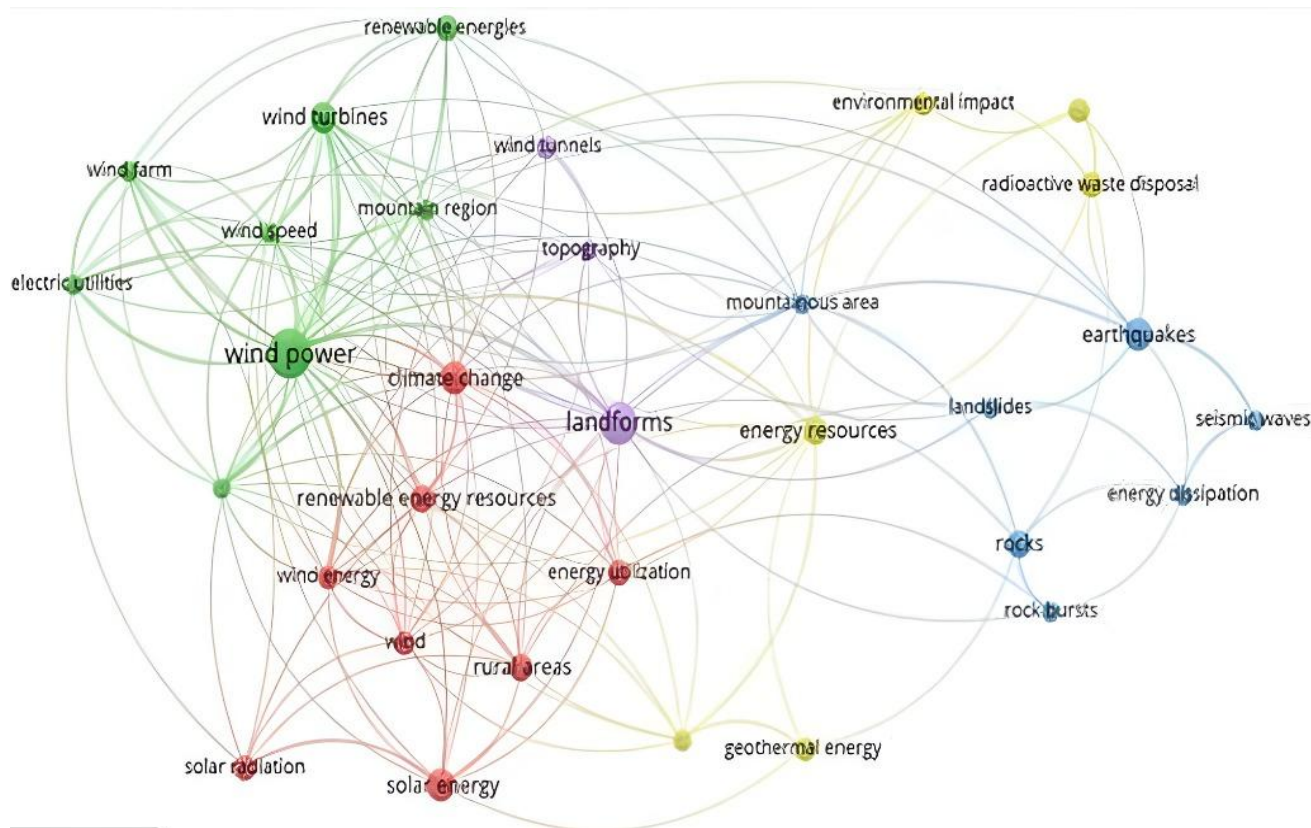 renewable energles
environmental impact
wind turbines
wind tunnels
wind farm
radioactive waste disposal
mountain region
wind speed
topography
electric utilities
mountainous area
earthquakes
wind power
climate change
landslides
landforms
seismic waves
energy resources
renewable energy resources
energy dissipation
rocks
wind energy
energy utilization
rock bursts
wind
rural areas
geothermal energy
solar radiation
solar energy